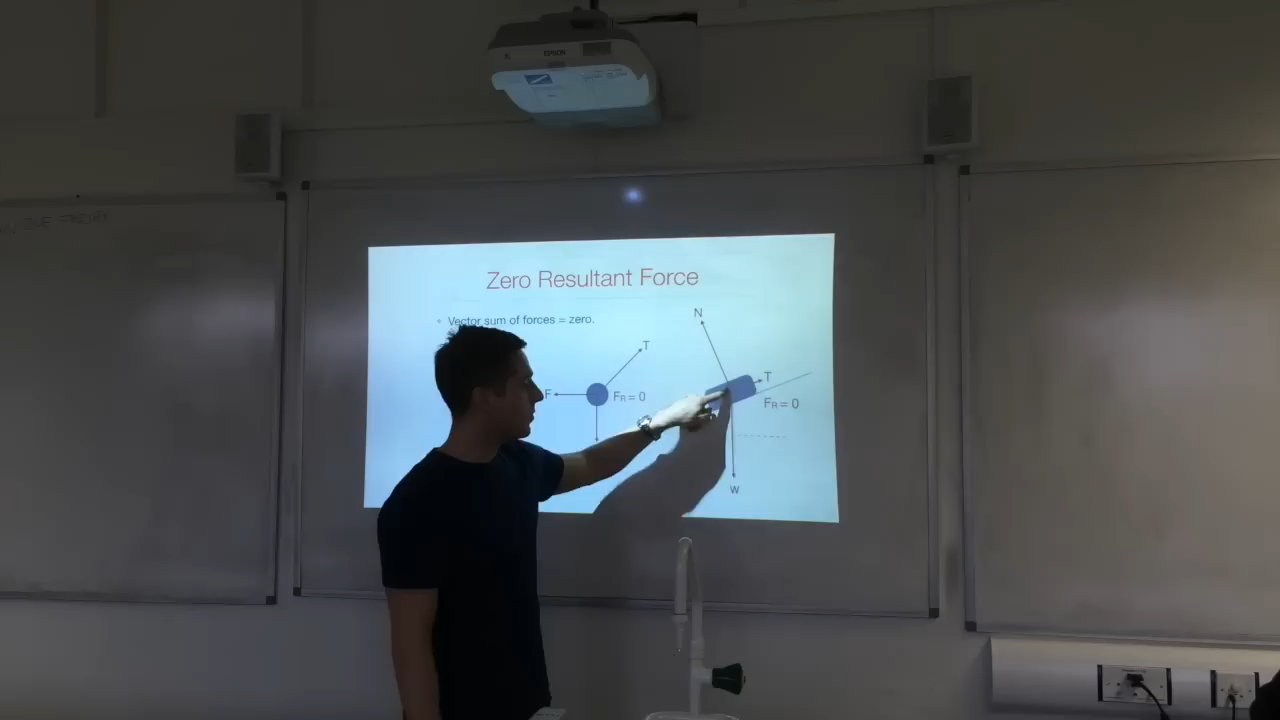 EPSON
Zero Resultant Force
• Vector sum of forces = zero.
N
T
F
FR = 0
T
FR = 0
W